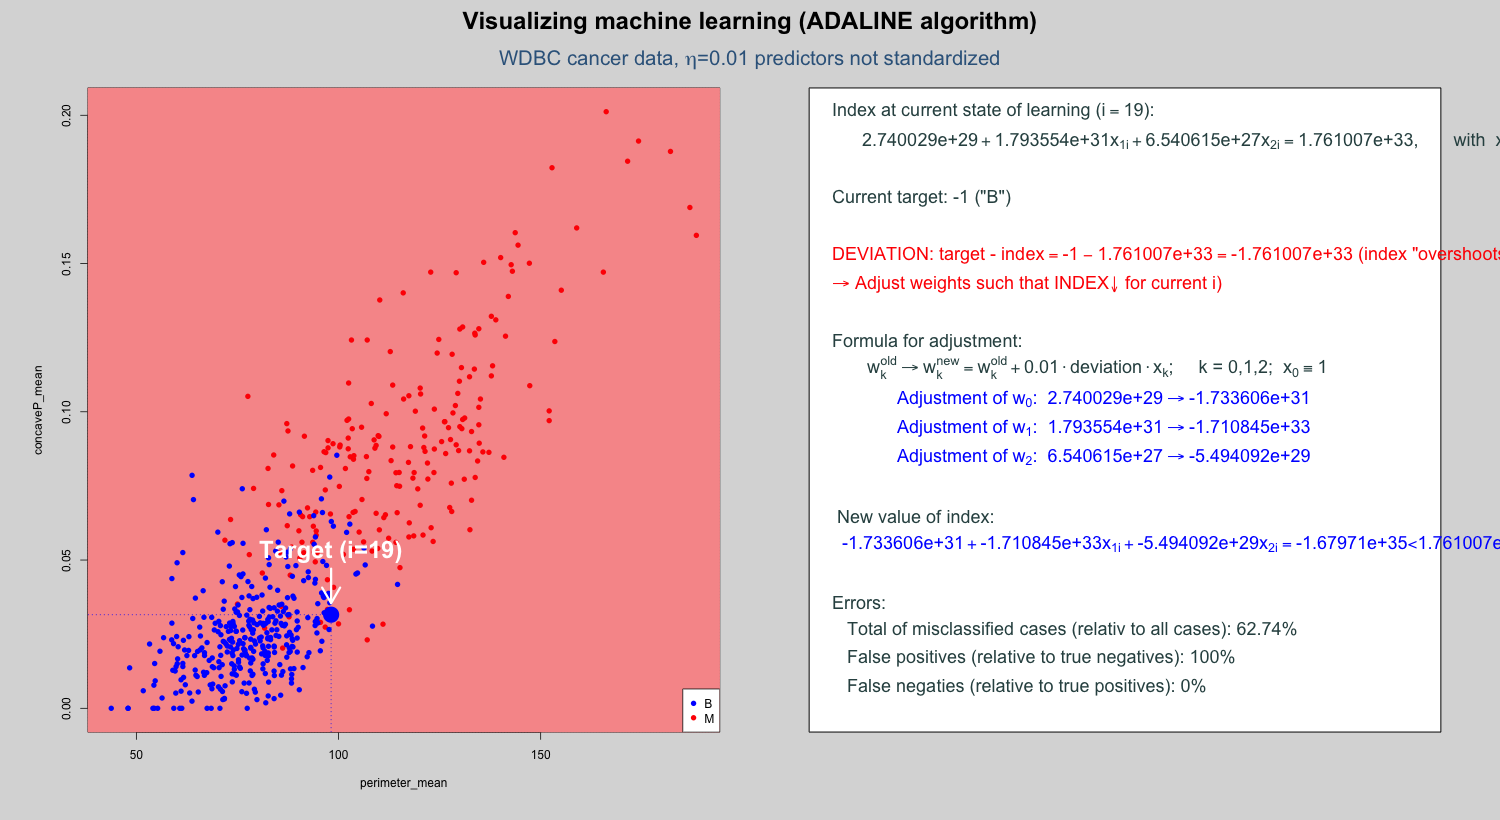 Visualizing machine learning (ADALINE algorithm)
WDBC cancer data, η=0.01 predictors not standardized
0.20
0.15
0.10
0.05
0.00
concaveP_mean
Target (i=19)
B
M
50 100 150
perimeter_mean
Index at current state of learning (i = 19):
2.740029e+29 + 1.793554e+31x1i + 6.540615e+27x2i = 1.761007e+33, with x
Current target: -1 ("B")
DEVIATION: target - index = -1 − 1.761007e+33 = -1.761007e+33 (index "overshoots
→ Adjust weights such that INDEX↓ for current i)
Formula for adjustment:
w_k^old → w_k^new = w_k^old + 0.01 · deviation · x_k; k = 0,1,2; x0 ≡ 1
Adjustment of w0: 2.740029e+29 → -1.733606e+31
Adjustment of w1: 1.793554e+31 → -1.710845e+33
Adjustment of w2: 6.540615e+27 → -5.494092e+29
New value of index:
-1.733606e+31 + -1.710845e+33x1i + -5.494092e+29x2i = -1.67971e+35<1.761007e
Errors:
Total of misclassified cases (relativ to all cases): 62.74%
False positives (relative to true negatives): 100%
False negaties (relative to true positives): 0%